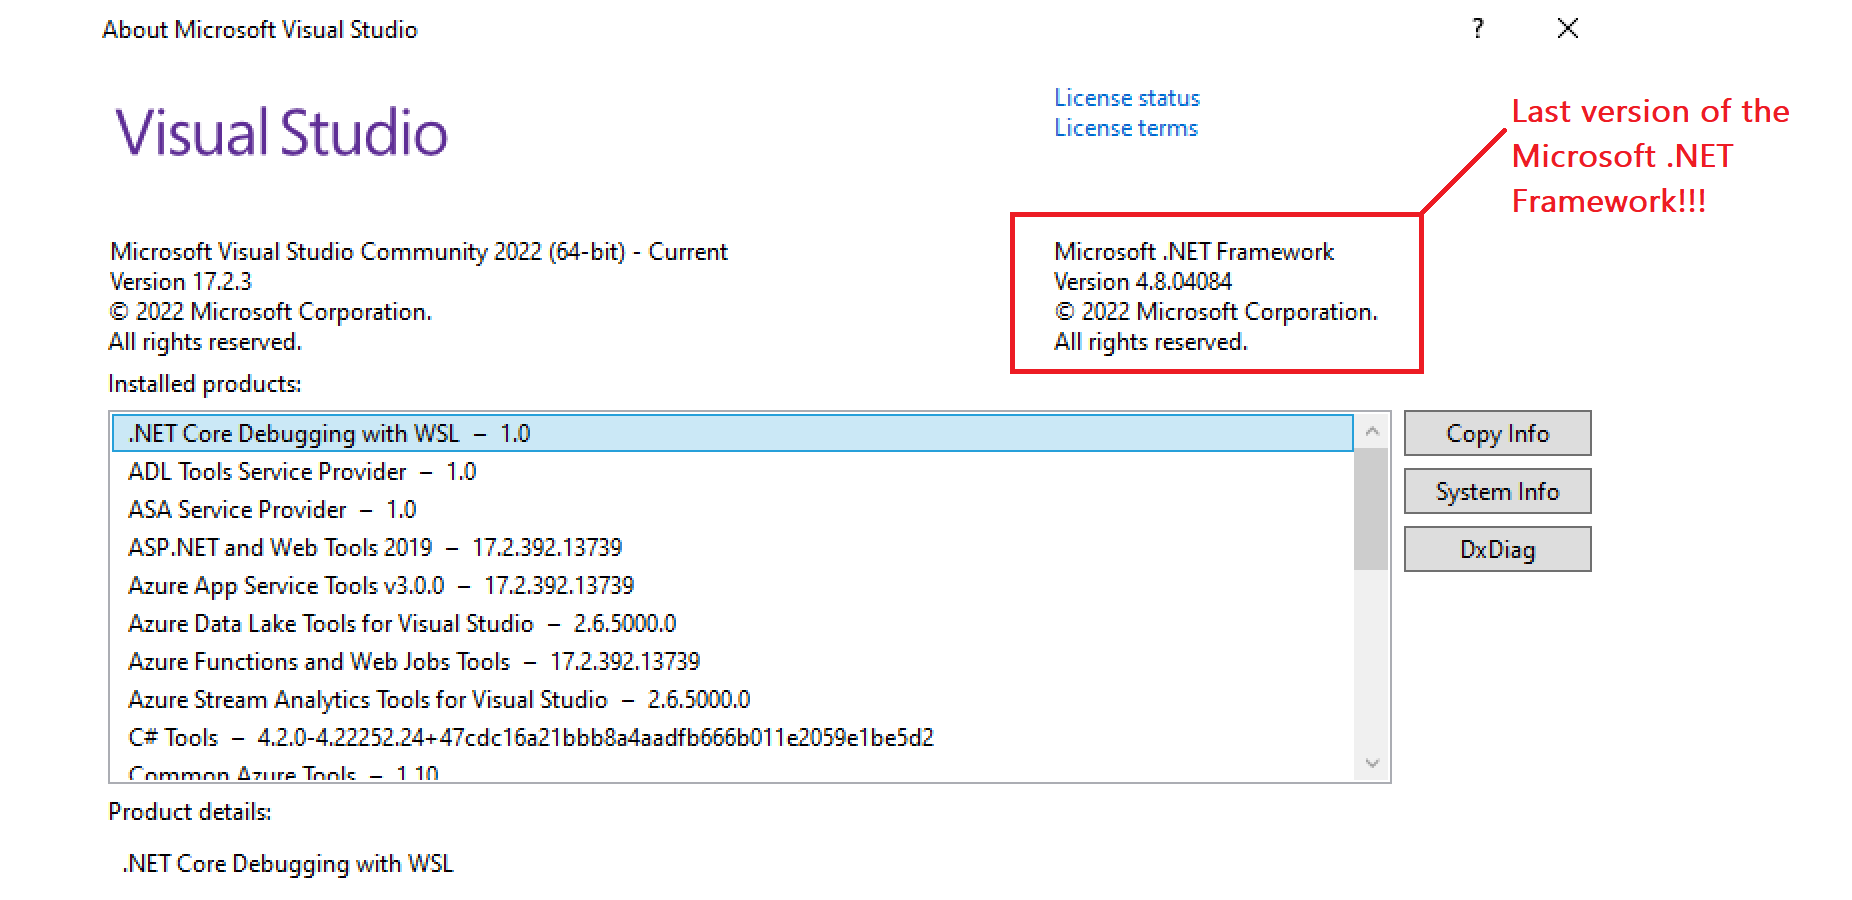 About Microsoft Visual Studio
?
Visual Studio
License status
License terms
Last version of the
Microsoft .NET
Framework!!!
Microsoft Visual Studio Community 2022 (64-bit) - Current
Version 17.2.3
© 2022 Microsoft Corporation.
All rights reserved.
Microsoft .NET Framework
Version 4.8.04084
© 2022 Microsoft Corporation.
All rights reserved.
Installed products:
.NET Core Debugging with WSL – 1.0
ADL Tools Service Provider – 1.0
ASA Service Provider – 1.0
ASP.NET and Web Tools 2019 – 17.2.392.13739
Azure App Service Tools v3.0.0 – 17.2.392.13739
Azure Data Lake Tools for Visual Studio – 2.6.5000.0
Azure Functions and Web Jobs Tools – 17.2.392.13739
Azure Stream Analytics Tools for Visual Studio – 2.6.5000.0
C# Tools – 4.2.0-4.22252.24+47cdc16a21bbb8a4aadfb666b011e2059e1be5d2
Common Azure Tools – 1.10
Copy Info
System Info
DxDiag
Product details:
.NET Core Debugging with WSL